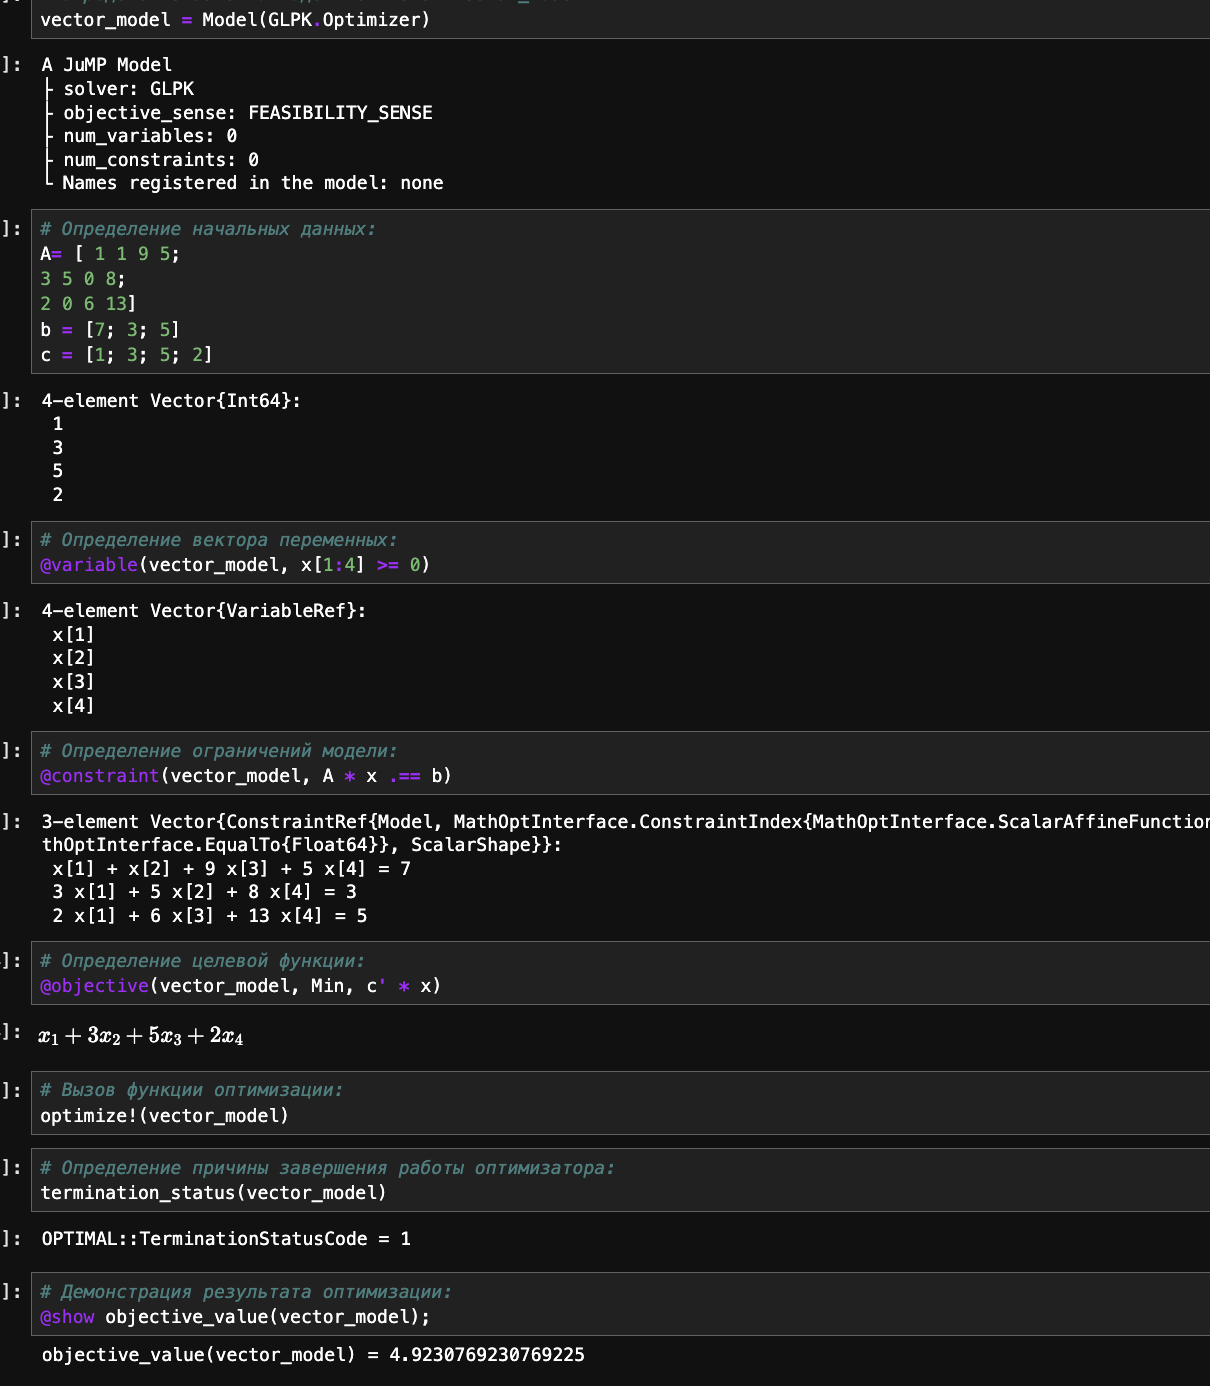 vector_model = Model(GLPK.Optimizer)
]: A JuMP Model
├ solver: GLPK
├ objective_sense: FEASIBILITY_SENSE
├ num_variables: 0
├ num_constraints: 0
└ Names registered in the model: none
]: # Определение начальных данных:
A= [ 1 1 9 5;
3 5 0 8;
2 0 6 13]
b = [7; 3; 5]
c = [1; 3; 5; 2]
]: 4-element Vector{Int64}:
1
3
5
2
]: # Определение вектора переменных:
@variable(vector_model, x[1:4] >= 0)
]: 4-element Vector{VariableRef}:
x[1]
x[2]
x[3]
x[4]
]: # Определение ограничений модели:
@constraint(vector_model, A * x .== b)
]: 3-element Vector{ConstraintRef{Model, MathOptInterface.ConstraintIndex{MathOptInterface.ScalarAffineFunction
thOptInterface.EqualTo{Float64}}, ScalarShape}}:
x[1] + x[2] + 9 x[3] + 5 x[4] = 7
3 x[1] + 5 x[2] + 8 x[4] = 3
2 x[1] + 6 x[3] + 13 x[4] = 5
]: # Определение целевой функции:
@objective(vector_model, Min, c' * x)
]: x₁ + 3x₂ + 5x₃ + 2x₄
]: # Вызов функции оптимизации:
optimize!(vector_model)
]: # Определение причины завершения работы оптимизатора:
termination_status(vector_model)
]: OPTIMAL::TerminationStatusCode = 1
]: # Демонстрация результата оптимизации:
@show objective_value(vector_model);
objective_value(vector_model) = 4.9230769230769225